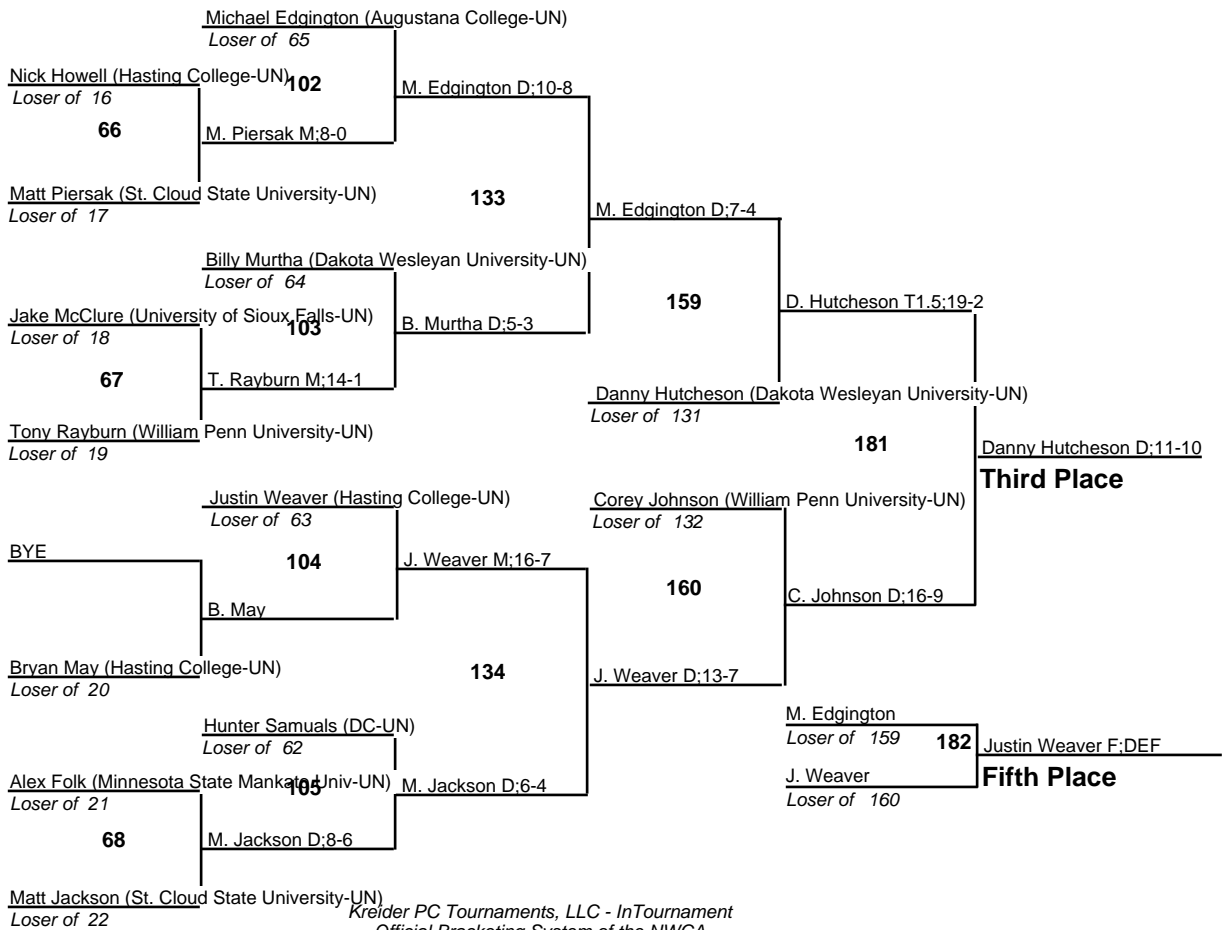 Michael Edgington (Augustana College-UN)
Loser of 65
Nick Howell (Hasting College-UN)
102
M. Edgington D;10-8
Loser of 16
66
M. Piersak M;8-0
Matt Piersak (St. Cloud State University-UN)
133
Loser of 17
M. Edgington D;7-4
Billy Murtha (Dakota Wesleyan University-UN)
Loser of 64
159
D. Hutcheson T1.5;19-2
Jake McClure (University of Sioux Falls-UN)
103
B. Murtha D;5-3
Loser of 18
67
T. Rayburn M;14-1
Danny Hutcheson (Dakota Wesleyan University-UN)
Loser of 131
Tony Rayburn (William Penn University-UN)
181
Loser of 19
Danny Hutcheson D;11-10
Third Place
Justin Weaver (Hasting College-UN)
Corey Johnson (William Penn University-UN)
Loser of 63
Loser of 132
BYE
104
J. Weaver M;16-7
160
C. Johnson D;16-9
B. May
Bryan May (Hasting College-UN)
134
J. Weaver D;13-7
Loser of 20
Hunter Samuals (DC-UN)
M. Edgington
Loser of 62
Loser of 159
182
Justin Weaver F;DEF
Alex Folk (Minnesota State Mankato Univ-UN)
105
M. Jackson D;6-4
J. Weaver
Fifth Place
Loser of 21
Loser of 160
68
M. Jackson D;8-6
Matt Jackson (St. Cloud State University-UN)
Loser of 22
Kreider PC Tournaments, LLC - InTournament
Official Bracketing System of the NWCA